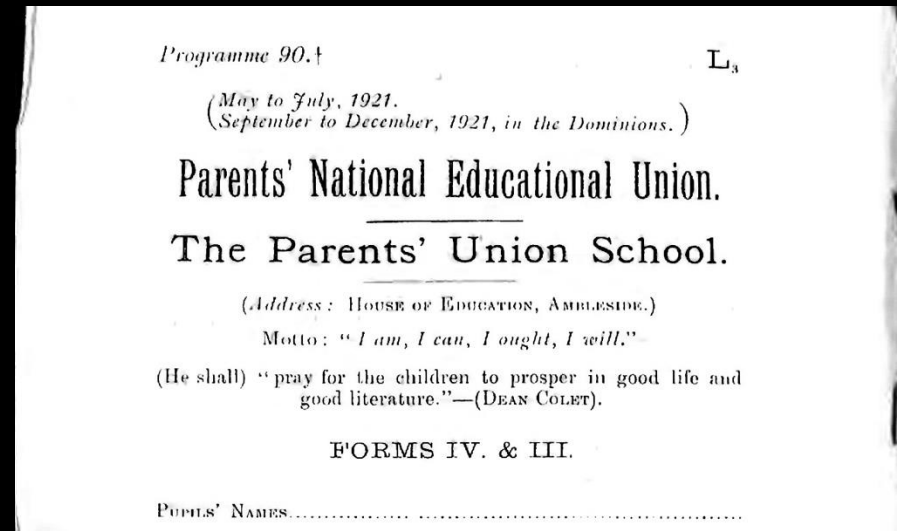 Programme 90.†
L₃
(May to July, 1921.
September to December, 1921, in the Dominions.)
Parents' National Educational Union.
The Parents' Union School.
(Address: House of Education, Ambleside.)
Motto: "I am, I can, I ought, I will."
(He shall) "pray for the children to prosper in good life and
good literature."—(Dean Colet).
FORMS IV. & III.
Pupils' Names................ ................................................